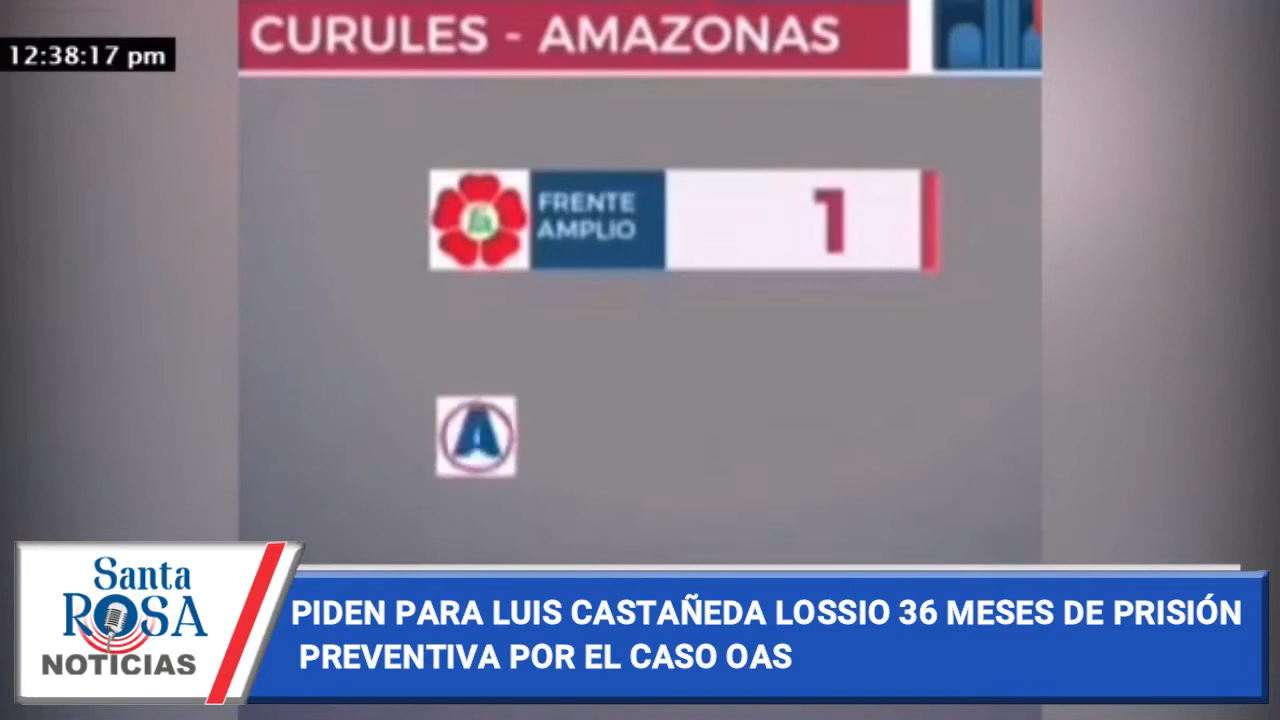 CURULES - AMAZONAS
12:38:17 pm
FRENTE
AMPLIO
1
A
Santa
ROSA
NOTICIAS
PIDEN PARA LUIS CASTAÑEDA LOSSIO 36 MESES DE PRISIÓN
PREVENTIVA POR EL CASO OAS